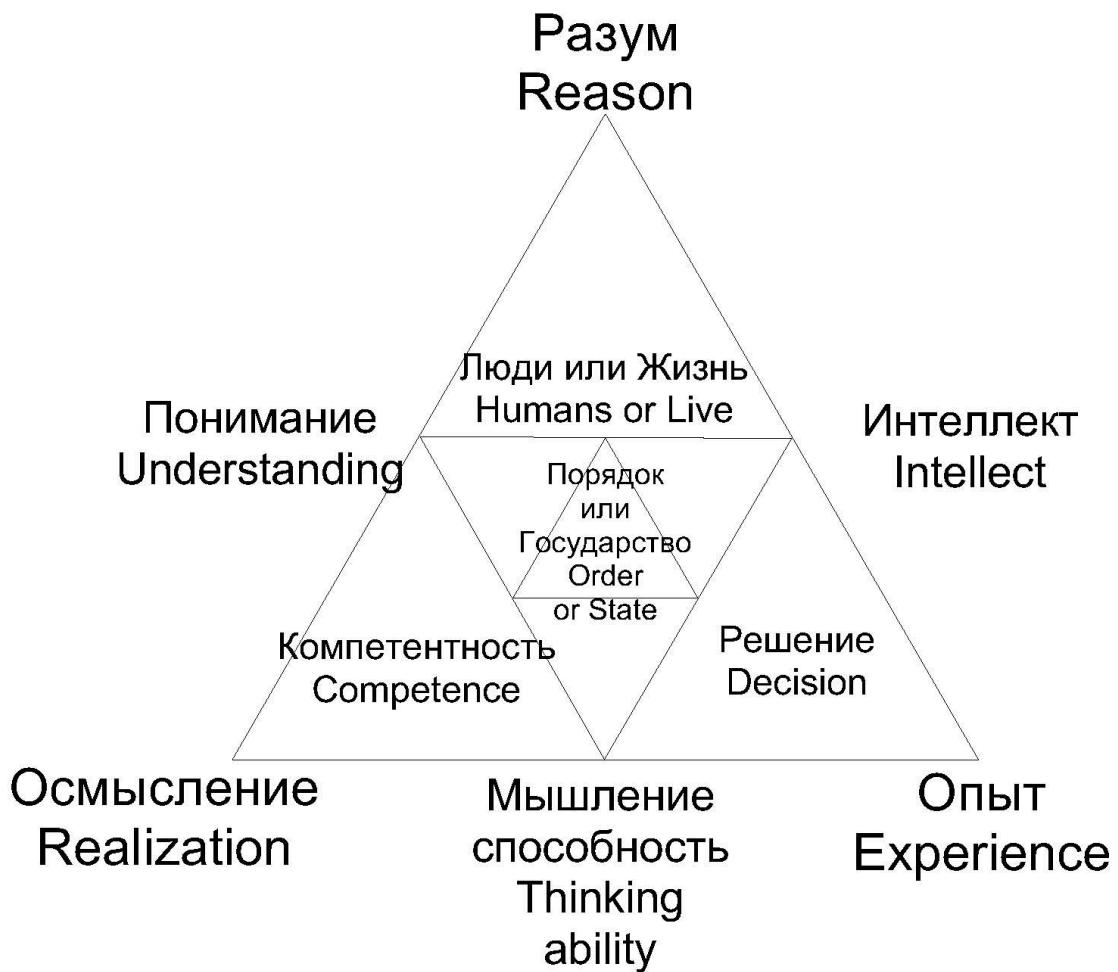 Разум
Reason
Люди или Жизнь
Humans or Live
Понимание
Understanding
Интеллект
Intellect
Порядок
или
Государство
Order
or State
Компетентность
Competence
Решение
Decision
Осмысление
Realization
Мышление
способность
Thinking
ability
Опыт
Experience